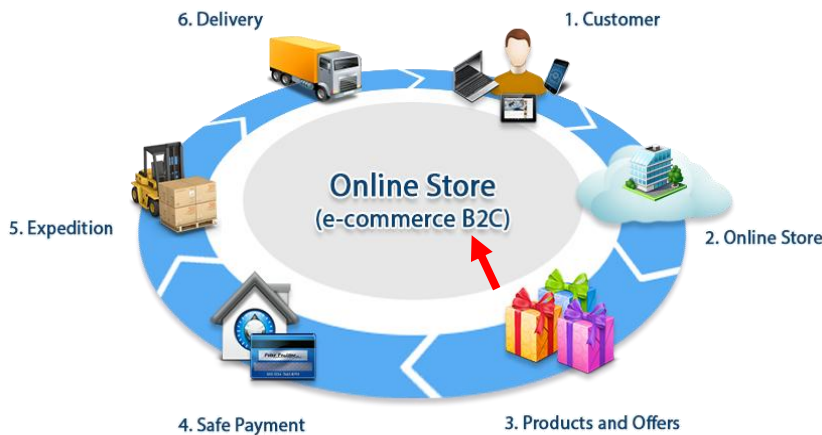 6. Delivery
1. Customer
Online Store
(e-commerce B2C)
5. Expedition
2. Online Store
4. Safe Payment
3. Products and Offers